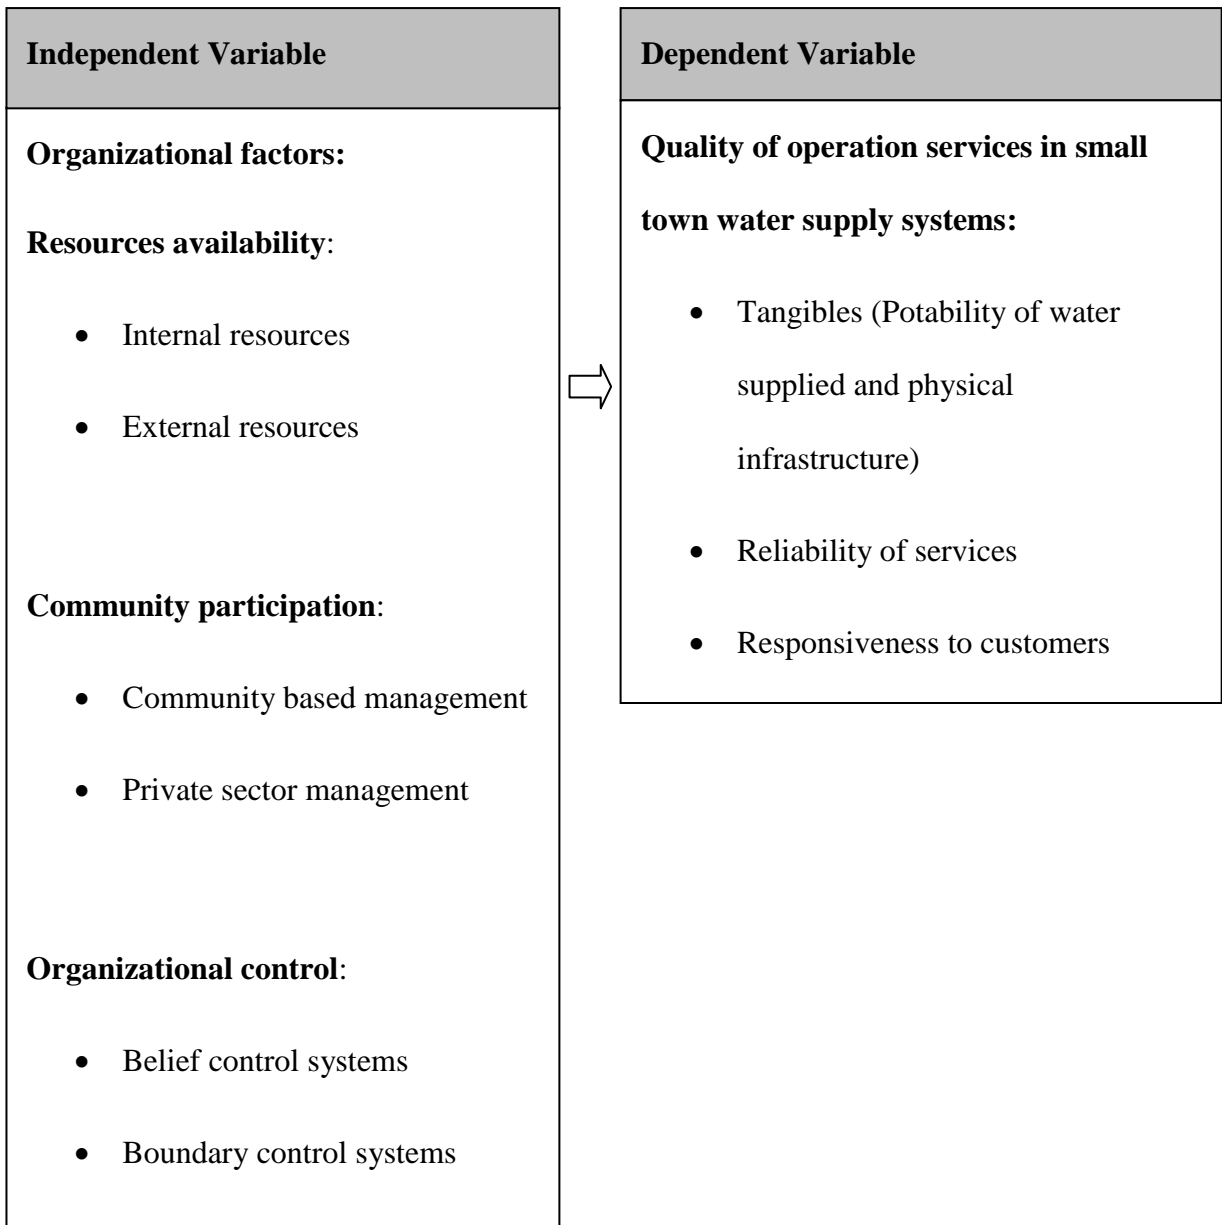 Independent Variable
Organizational factors:
Resources availability:
• Internal resources
• External resources
Community participation:
• Community based management
• Private sector management
Organizational control:
• Belief control systems
• Boundary control systems
Dependent Variable
Quality of operation services in small
town water supply systems:
• Tangibles (Potability of water
supplied and physical
infrastructure)
• Reliability of services
• Responsiveness to customers